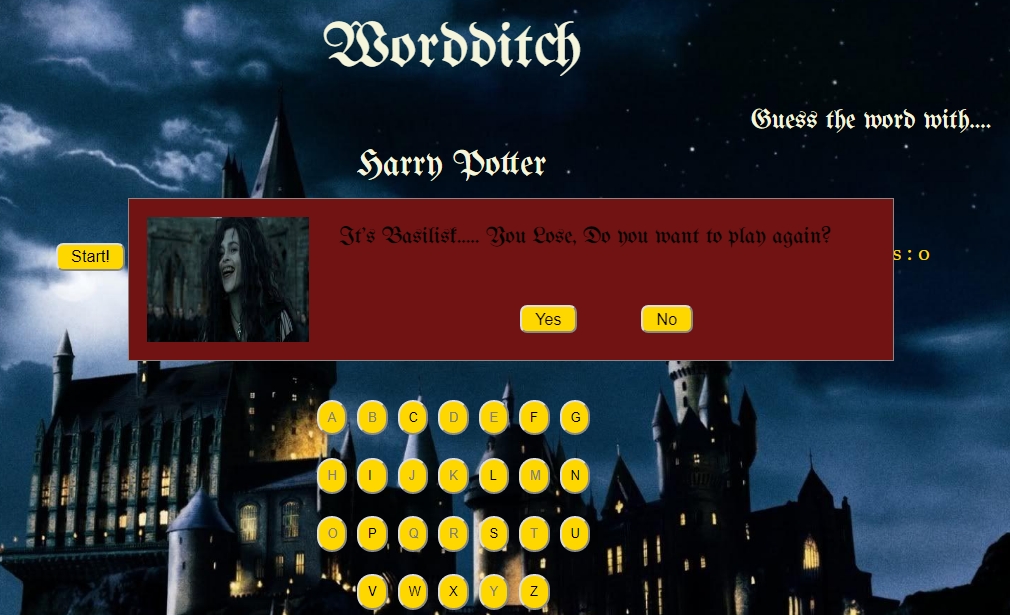 Wordditch
Guess the word with....
Harry Potter
It's Basilisk..... You Lose, Do you want to play again?
Start!
s : 0
Yes No
A B C D E F G
H I J K L M N
O P Q R S T U
V W X Y Z